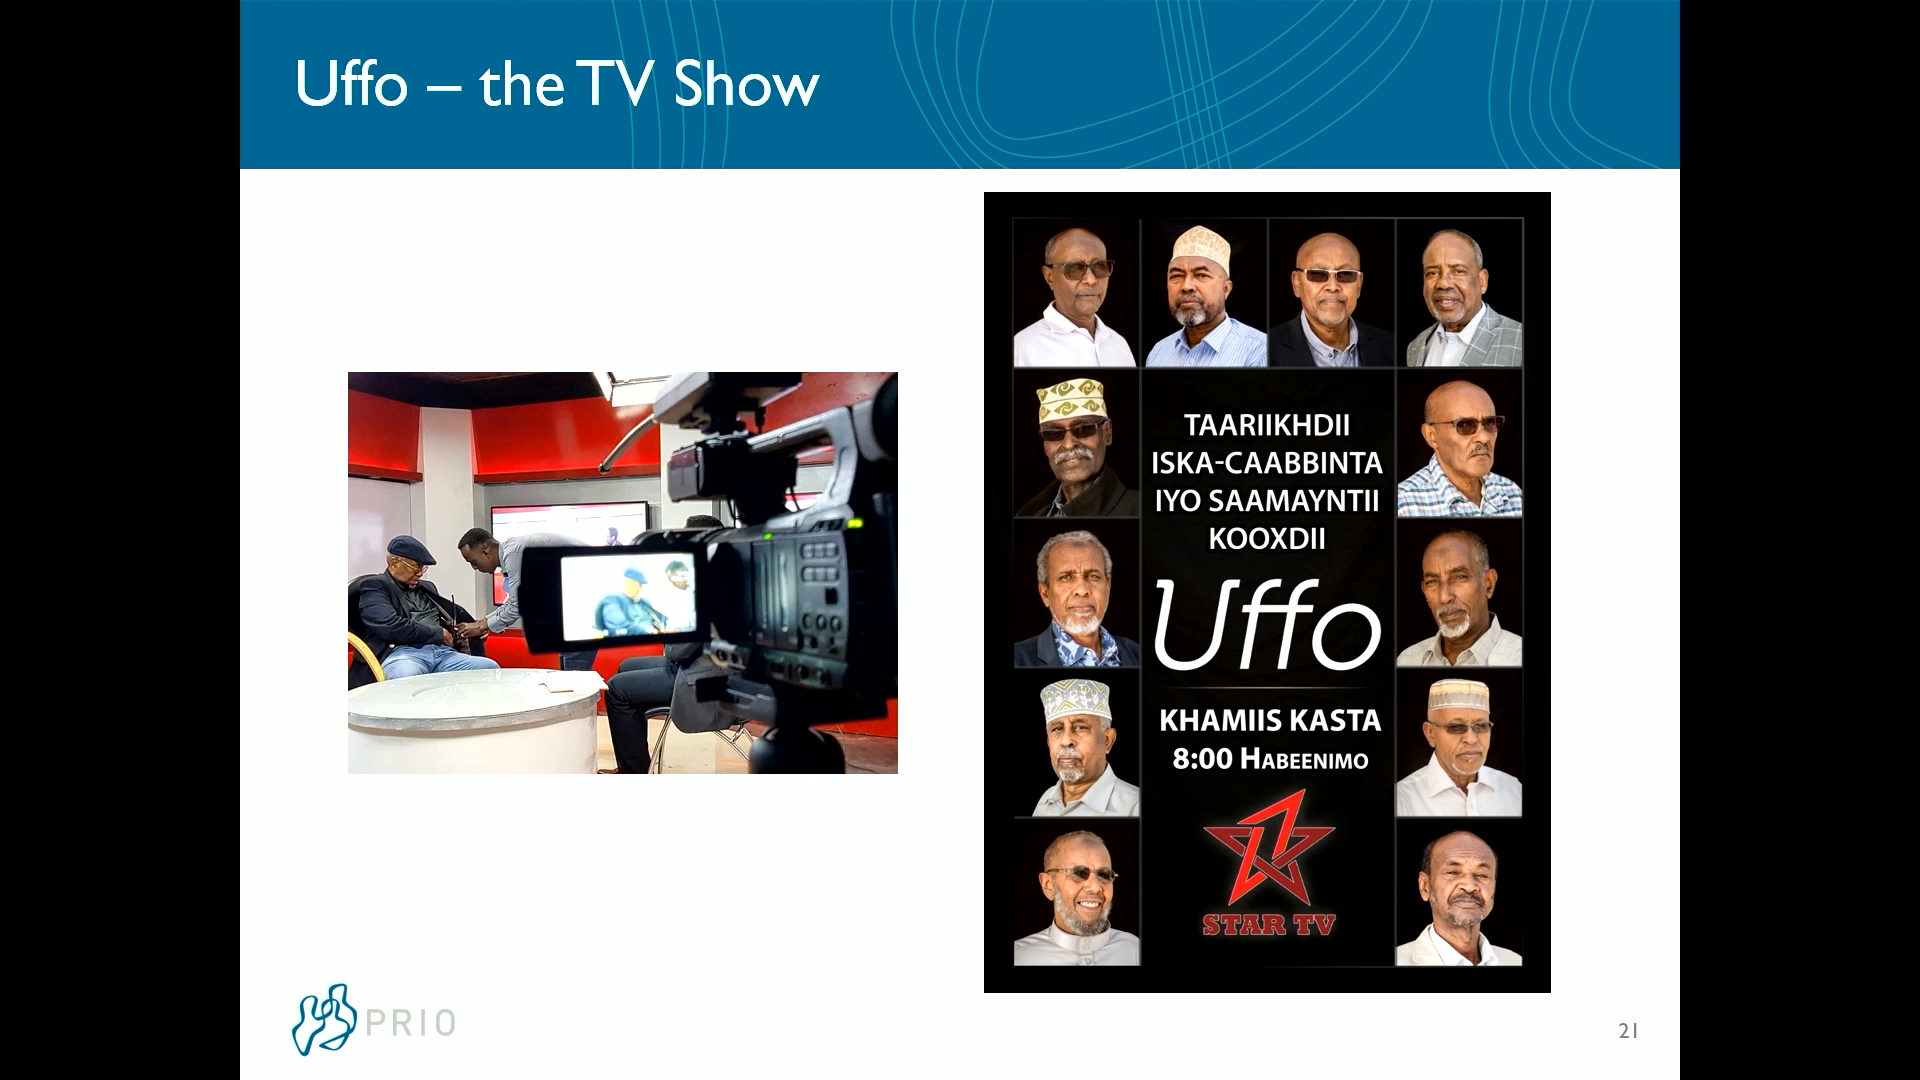 Uffo – the TV Show
TAARIIKHDII
ISKA-CAABBINTA
IYO SAAMAYNTII
KOOXDII
Uffo
KHAMIIS KASTA
8:00 HABEENIMO
STAR TV
PRIO
21